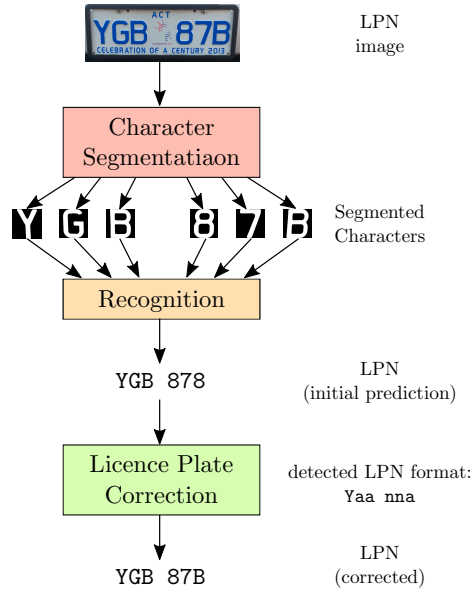 ACT
YGB 87B
CELEBRATION OF A CENTURY 2013
LPN
image
Character
Segmentatiaon
Y G B 8 7 B
Segmented
Characters
Recognition
YGB 878
LPN
(initial prediction)
Licence Plate
Correction
detected LPN format:
Yaa nna
YGB 87B
LPN
(corrected)